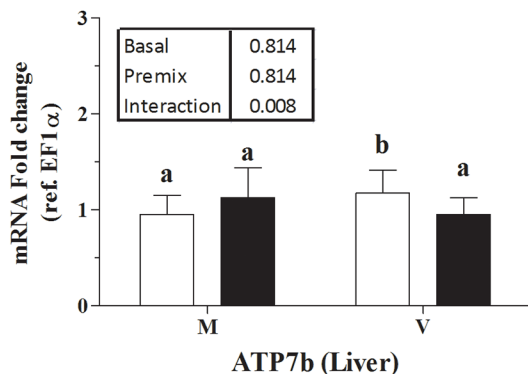 mRNA Fold change
(ref. EF1α)
3
2
1
0
Basal 0.814
Premix 0.814
Interaction 0.008
a
a
b
a
M
V
ATP7b (Liver)